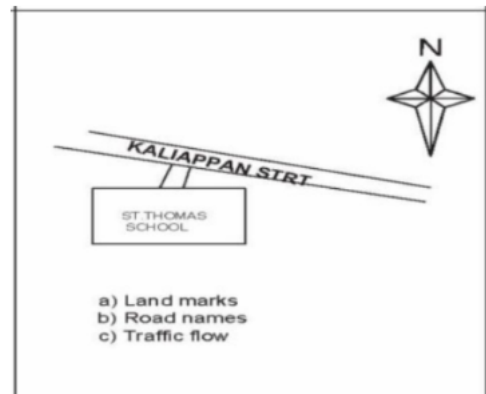 N
KALIAPPAN STRT
ST.THOMAS
SCHOOL
a) Land marks
b) Road names
c) Traffic flow